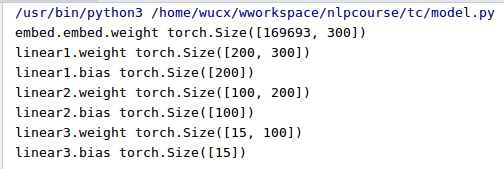 /usr/bin/python3 /home/wucx/wworkspace/nlpcourse/tc/model.py
embed.embed.weight torch.Size([169693, 300])
linear1.weight torch.Size([200, 300])
linear1.bias torch.Size([200])
linear2.weight torch.Size([100, 200])
linear2.bias torch.Size([100])
linear3.weight torch.Size([15, 100])
linear3.bias torch.Size([15])